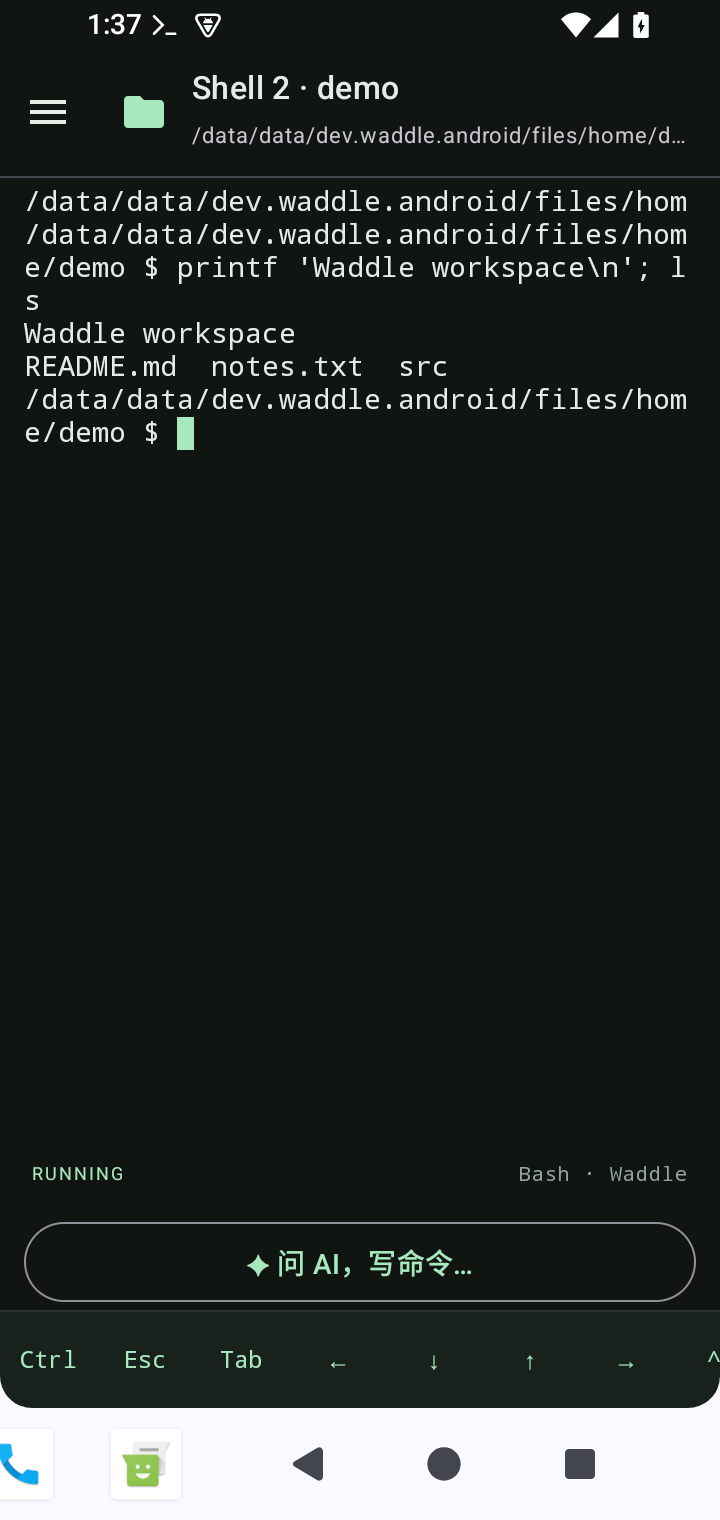 1:37
Shell 2 · demo
/data/data/dev.waddle.android/files/home/d…
/data/data/dev.waddle.android/files/hom
/data/data/dev.waddle.android/files/hom
e/demo $ printf 'Waddle workspace\n'; l
s
Waddle workspace
README.md  notes.txt  src
/data/data/dev.waddle.android/files/hom
e/demo $
RUNNING
Bash · Waddle
✦ 问 AI，写命令…
Ctrl Esc Tab ← ↓ ↑ → ^